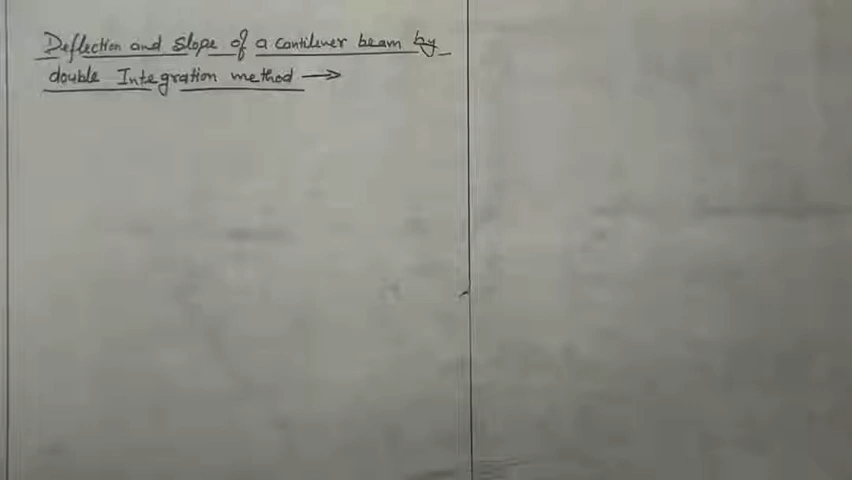 Deflection and slope of a cantilever beam by
double Integration method →